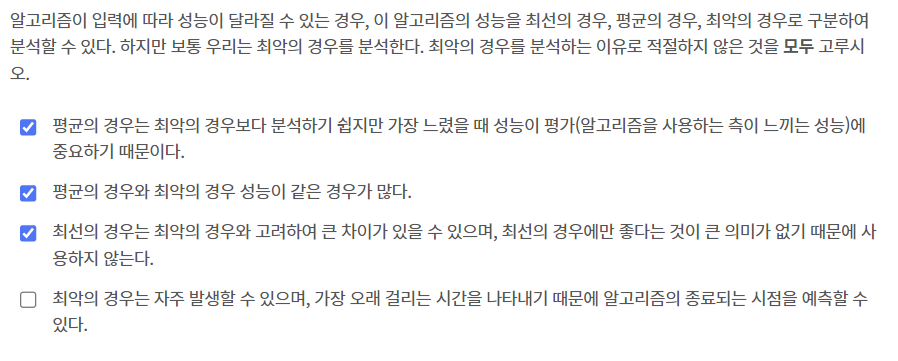 알고리즘이 입력에 따라 성능이 달라질 수 있는 경우, 이 알고리즘의 성능을 최선의 경우, 평균의 경우, 최악의 경우로 구분하여
분석할 수 있다. 하지만 보통 우리는 최악의 경우를 분석한다. 최악의 경우를 분석하는 이유로 적절하지 않은 것을 모두 고루시
오.
평균의 경우는 최악의 경우보다 분석하기 쉽지만 가장 느렸을 때 성능이 평가(알고리즘을 사용하는 측이 느끼는 성능)에
중요하기 때문이다.
평균의 경우와 최악의 경우 성능이 같은 경우가 많다.
최선의 경우는 최악의 경우와 고려하여 큰 차이가 있을 수 있으며, 최선의 경우에만 좋다는 것이 큰 의미가 없기 때문에 사
용하지 않는다.
최악의 경우는 자주 발생할 수 있으며, 가장 오래 걸리는 시간을 나타내기 때문에 알고리즘의 종료되는 시점을 예측할 수
있다.